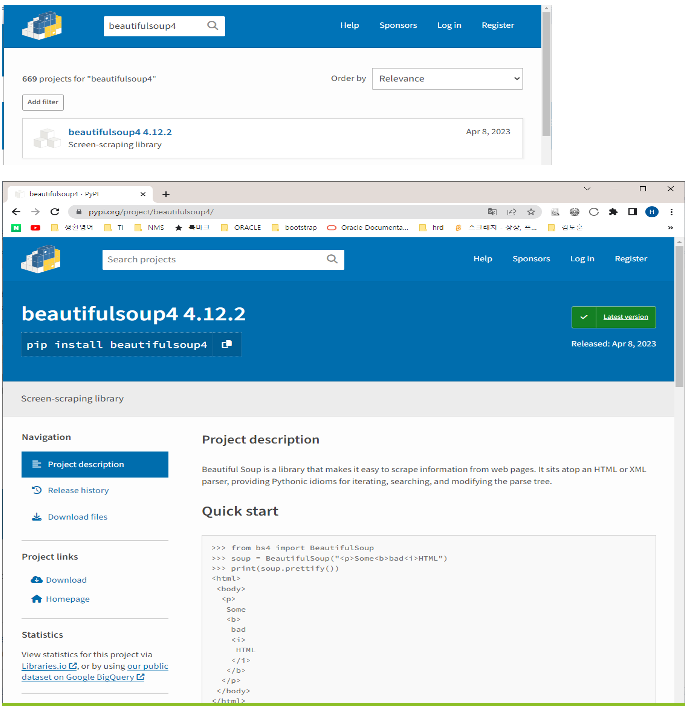 beautifulsoup4
Help Sponsors Log in Register
669 projects for "beautifulsoup4"
Order by Relevance
Add filter
beautifulsoup4 4.12.2
Apr 8, 2023
Screen-scraping library
beautifulsoup4 · PyPI
pypi.org/project/beautifulsoup4/
TI NMS ORACLE bootstrap Oracle Documenta... hrd
Search projects
Help Sponsors Log in Register
beautifulsoup4 4.12.2
Latest version
pip install beautifulsoup4
Released: Apr 8, 2023
Screen-scraping library
Navigation
Project description
Release history
Download files
Project links
Download
Homepage
Statistics
View statistics for this project via
Libraries.io, or by using our public
dataset on Google BigQuery
Project description
Beautiful Soup is a library that makes it easy to scrape information from web pages. It sits atop an HTML or XML
parser, providing Pythonic idioms for iterating, searching, and modifying the parse tree.
Quick start
>>> from bs4 import BeautifulSoup
>>> soup = BeautifulSoup("<p>Some<b>bad<i>HTML")
>>> print(soup.prettify())
<html>
<body>
<p>
Some
<b>
bad
<i>
HTML
</i>
</b>
</p>
</body>
</html>